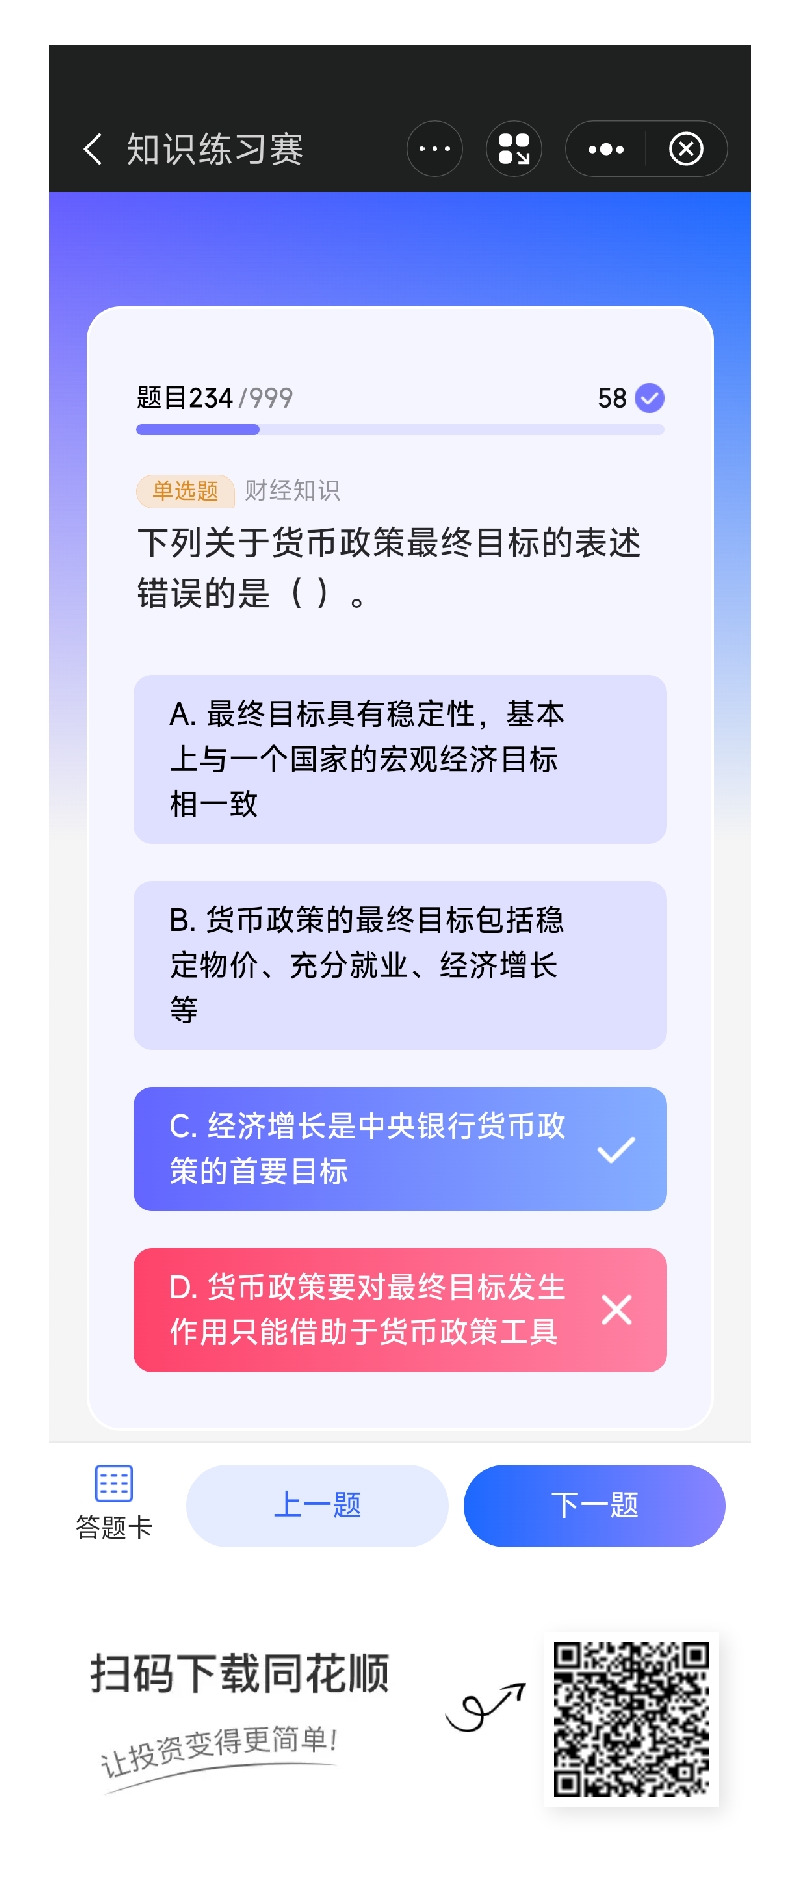 知识练习赛
题目234/999
58
单选题 财经知识
下列关于货币政策最终目标的表述
错误的是（ ）。
A. 最终目标具有稳定性，基本
上与一个国家的宏观经济目标
相一致
B. 货币政策的最终目标包括稳
定物价、充分就业、经济增长
等
C. 经济增长是中央银行货币政
策的首要目标
D. 货币政策要对最终目标发生
作用只能借助于货币政策工具
答题卡
上一题
下一题
扫码下载同花顺
让投资变得更简单!